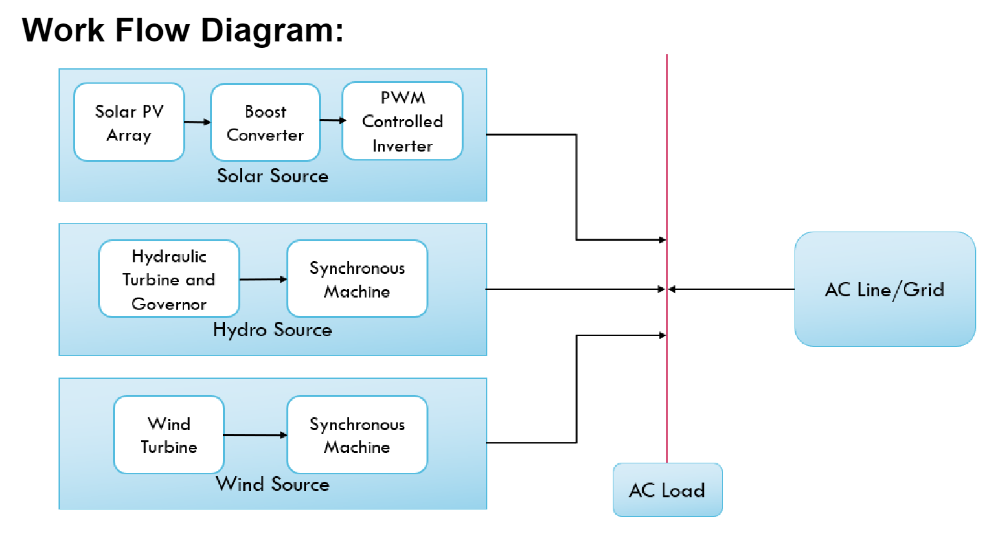 Work Flow Diagram:
Solar PV
Array
Boost
Converter
PWM
Controlled
Inverter
Solar Source
Hydraulic
Turbine and
Governor
Synchronous
Machine
Hydro Source
Wind
Turbine
Synchronous
Machine
Wind Source
AC Line/Grid
AC Load